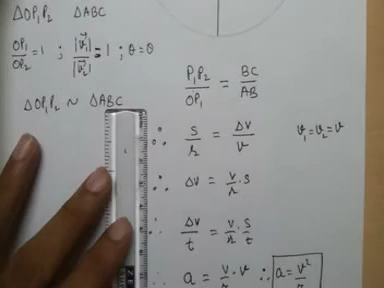 ΔOP₁P₂ ΔABC
OP₁/OP₂ = 1 ; |v⃗₁|/|v⃗₂| = 1 ; θ = θ
P₁P₂/OP₁ = BC/AB
ΔOP₁P₂ ~ ΔABC
∴ s/r = Δv/v v₁=v₂=v
∴ Δv = v/r · s
∴ Δv/t = v/r · s/t
∴ a = v/r · v ∴ a = v²/r